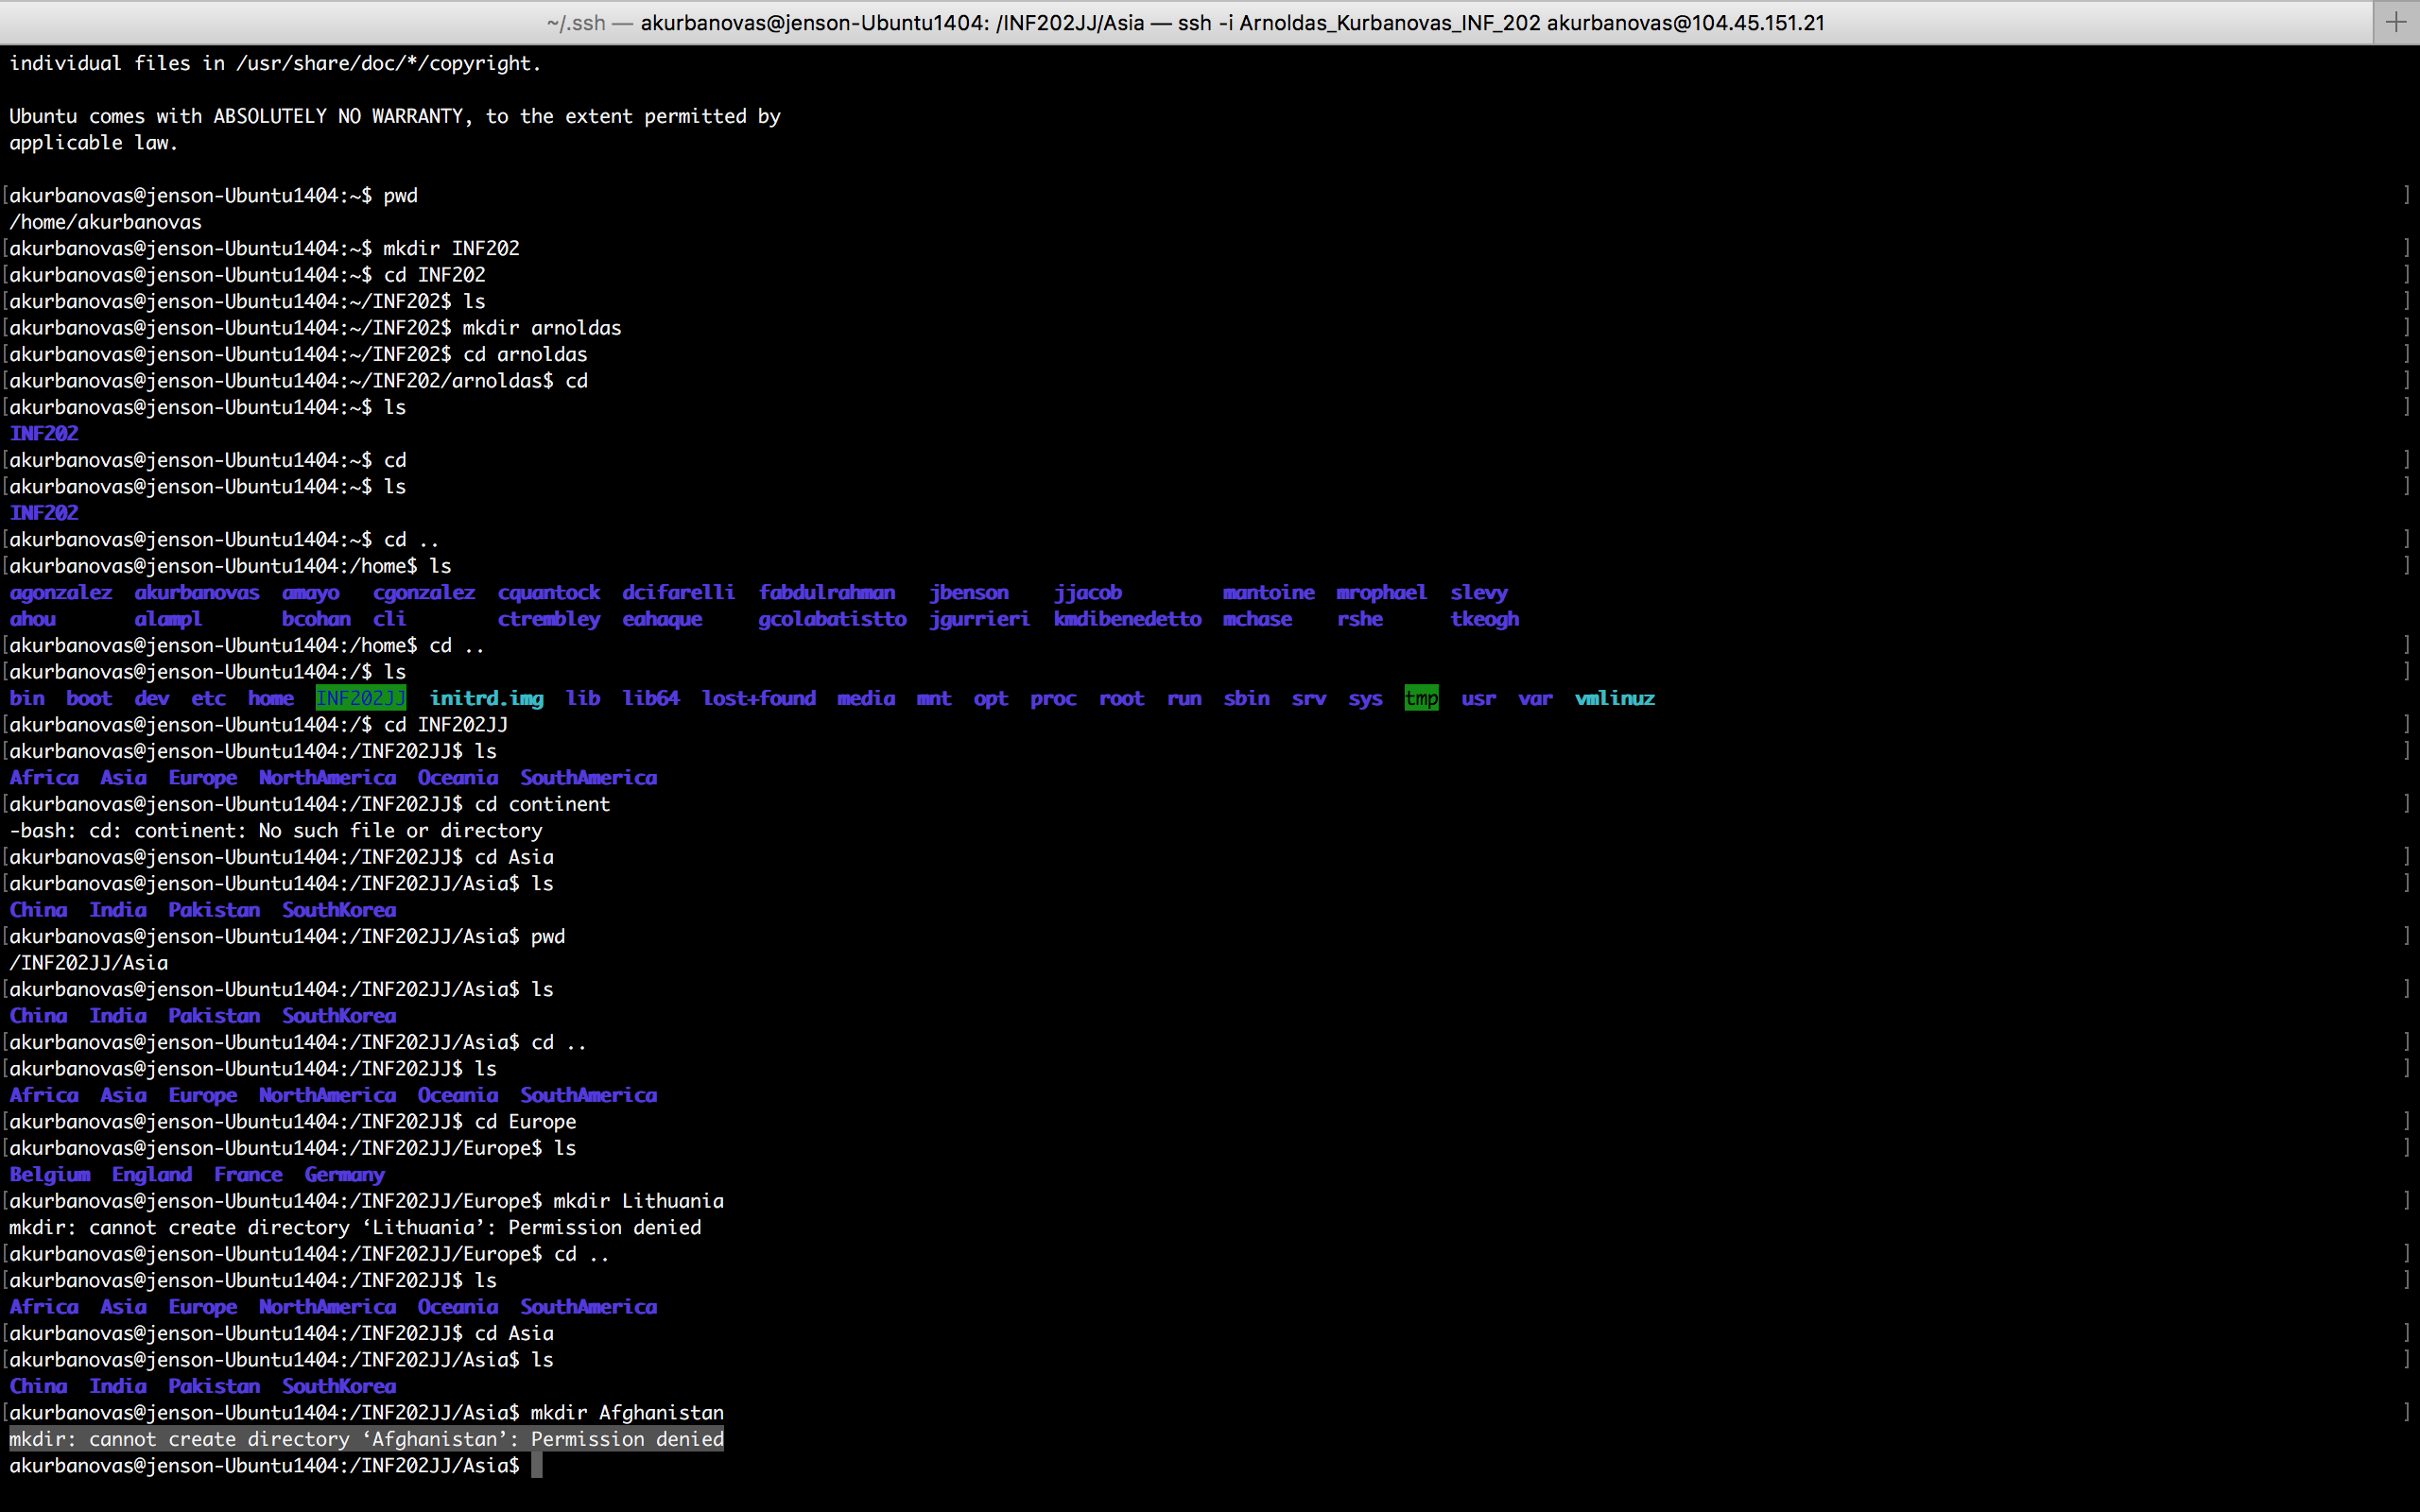 ~/.ssh — akurbanovas@jenson-Ubuntu1404: /INF202JJ/Asia — ssh -i Arnoldas_Kurbanovas_INF_202 akurbanovas@104.45.151.21
individual files in /usr/share/doc/*/copyright.
Ubuntu comes with ABSOLUTELY NO WARRANTY, to the extent permitted by
applicable law.
[akurbanovas@jenson-Ubuntu1404:~$ pwd ]
/home/akurbanovas
[akurbanovas@jenson-Ubuntu1404:~$ mkdir INF202 ]
[akurbanovas@jenson-Ubuntu1404:~$ cd INF202 ]
[akurbanovas@jenson-Ubuntu1404:~/INF202$ ls ]
[akurbanovas@jenson-Ubuntu1404:~/INF202$ mkdir arnoldas ]
[akurbanovas@jenson-Ubuntu1404:~/INF202$ cd arnoldas ]
[akurbanovas@jenson-Ubuntu1404:~/INF202/arnoldas$ cd ]
[akurbanovas@jenson-Ubuntu1404:~$ ls ]
INF202
[akurbanovas@jenson-Ubuntu1404:~$ cd ]
[akurbanovas@jenson-Ubuntu1404:~$ ls ]
INF202
[akurbanovas@jenson-Ubuntu1404:~$ cd .. ]
[akurbanovas@jenson-Ubuntu1404:/home$ ls ]
agonzalez akurbanovas amayo cgonzalez cquantock dcifarelli fabdulrahman jbenson jjacob mantoine mrophael slevy
ahou alampl bcohan cli ctrembley eahaque gcolabatistto jgurrieri kmdibenedetto mchase rshe tkeogh
[akurbanovas@jenson-Ubuntu1404:/home$ cd .. ]
[akurbanovas@jenson-Ubuntu1404:/$ ls ]
bin boot dev etc home INF202JJ initrd.img lib lib64 lost+found media mnt opt proc root run sbin srv sys tmp usr var vmlinuz
[akurbanovas@jenson-Ubuntu1404:/$ cd INF202JJ ]
[akurbanovas@jenson-Ubuntu1404:/INF202JJ$ ls ]
Africa Asia Europe NorthAmerica Oceania SouthAmerica
[akurbanovas@jenson-Ubuntu1404:/INF202JJ$ cd continent ]
-bash: cd: continent: No such file or directory
[akurbanovas@jenson-Ubuntu1404:/INF202JJ$ cd Asia ]
[akurbanovas@jenson-Ubuntu1404:/INF202JJ/Asia$ ls ]
China India Pakistan SouthKorea
[akurbanovas@jenson-Ubuntu1404:/INF202JJ/Asia$ pwd ]
/INF202JJ/Asia
[akurbanovas@jenson-Ubuntu1404:/INF202JJ/Asia$ ls ]
China India Pakistan SouthKorea
[akurbanovas@jenson-Ubuntu1404:/INF202JJ/Asia$ cd .. ]
[akurbanovas@jenson-Ubuntu1404:/INF202JJ$ ls ]
Africa Asia Europe NorthAmerica Oceania SouthAmerica
[akurbanovas@jenson-Ubuntu1404:/INF202JJ$ cd Europe ]
[akurbanovas@jenson-Ubuntu1404:/INF202JJ/Europe$ ls ]
Belgium England France Germany
[akurbanovas@jenson-Ubuntu1404:/INF202JJ/Europe$ mkdir Lithuania ]
mkdir: cannot create directory ‘Lithuania’: Permission denied
[akurbanovas@jenson-Ubuntu1404:/INF202JJ/Europe$ cd .. ]
[akurbanovas@jenson-Ubuntu1404:/INF202JJ$ ls ]
Africa Asia Europe NorthAmerica Oceania SouthAmerica
[akurbanovas@jenson-Ubuntu1404:/INF202JJ$ cd Asia ]
[akurbanovas@jenson-Ubuntu1404:/INF202JJ/Asia$ ls ]
China India Pakistan SouthKorea
[akurbanovas@jenson-Ubuntu1404:/INF202JJ/Asia$ mkdir Afghanistan ]
mkdir: cannot create directory ‘Afghanistan’: Permission denied
akurbanovas@jenson-Ubuntu1404:/INF202JJ/Asia$